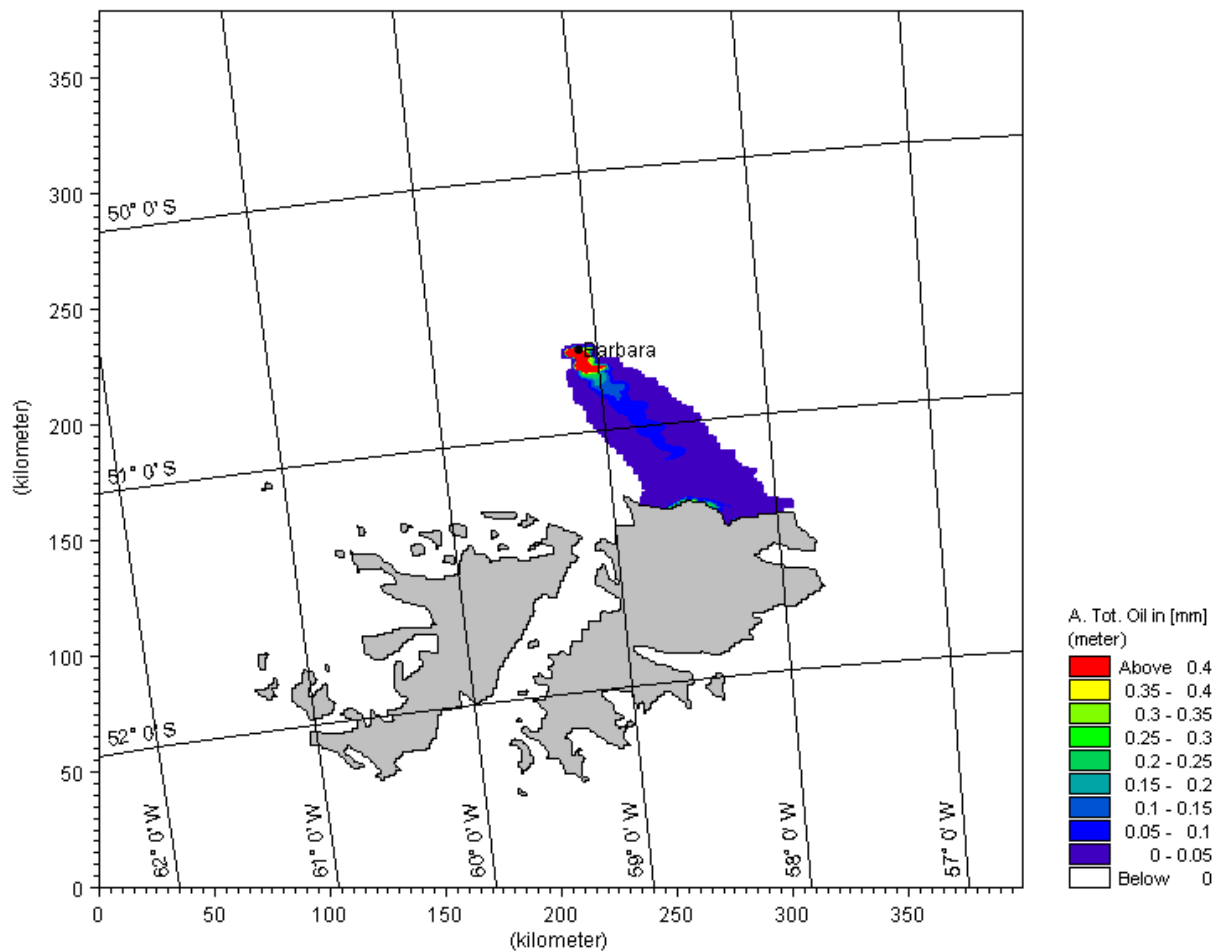 350
300
250
200
150
100
50
0
(kilometer)
0 50 100 150 200 250 300 350
(kilometer)
50° 0' S
51° 0' S
52° 0' S
62° 0' W
61° 0' W
60° 0' W
59° 0' W
58° 0' W
57° 0' W
Barbara
A. Tot. Oil in [mm]
(meter)
Above 0.4
0.35 - 0.4
0.3 - 0.35
0.25 - 0.3
0.2 - 0.25
0.15 - 0.2
0.1 - 0.15
0.05 - 0.1
0 - 0.05
Below 0